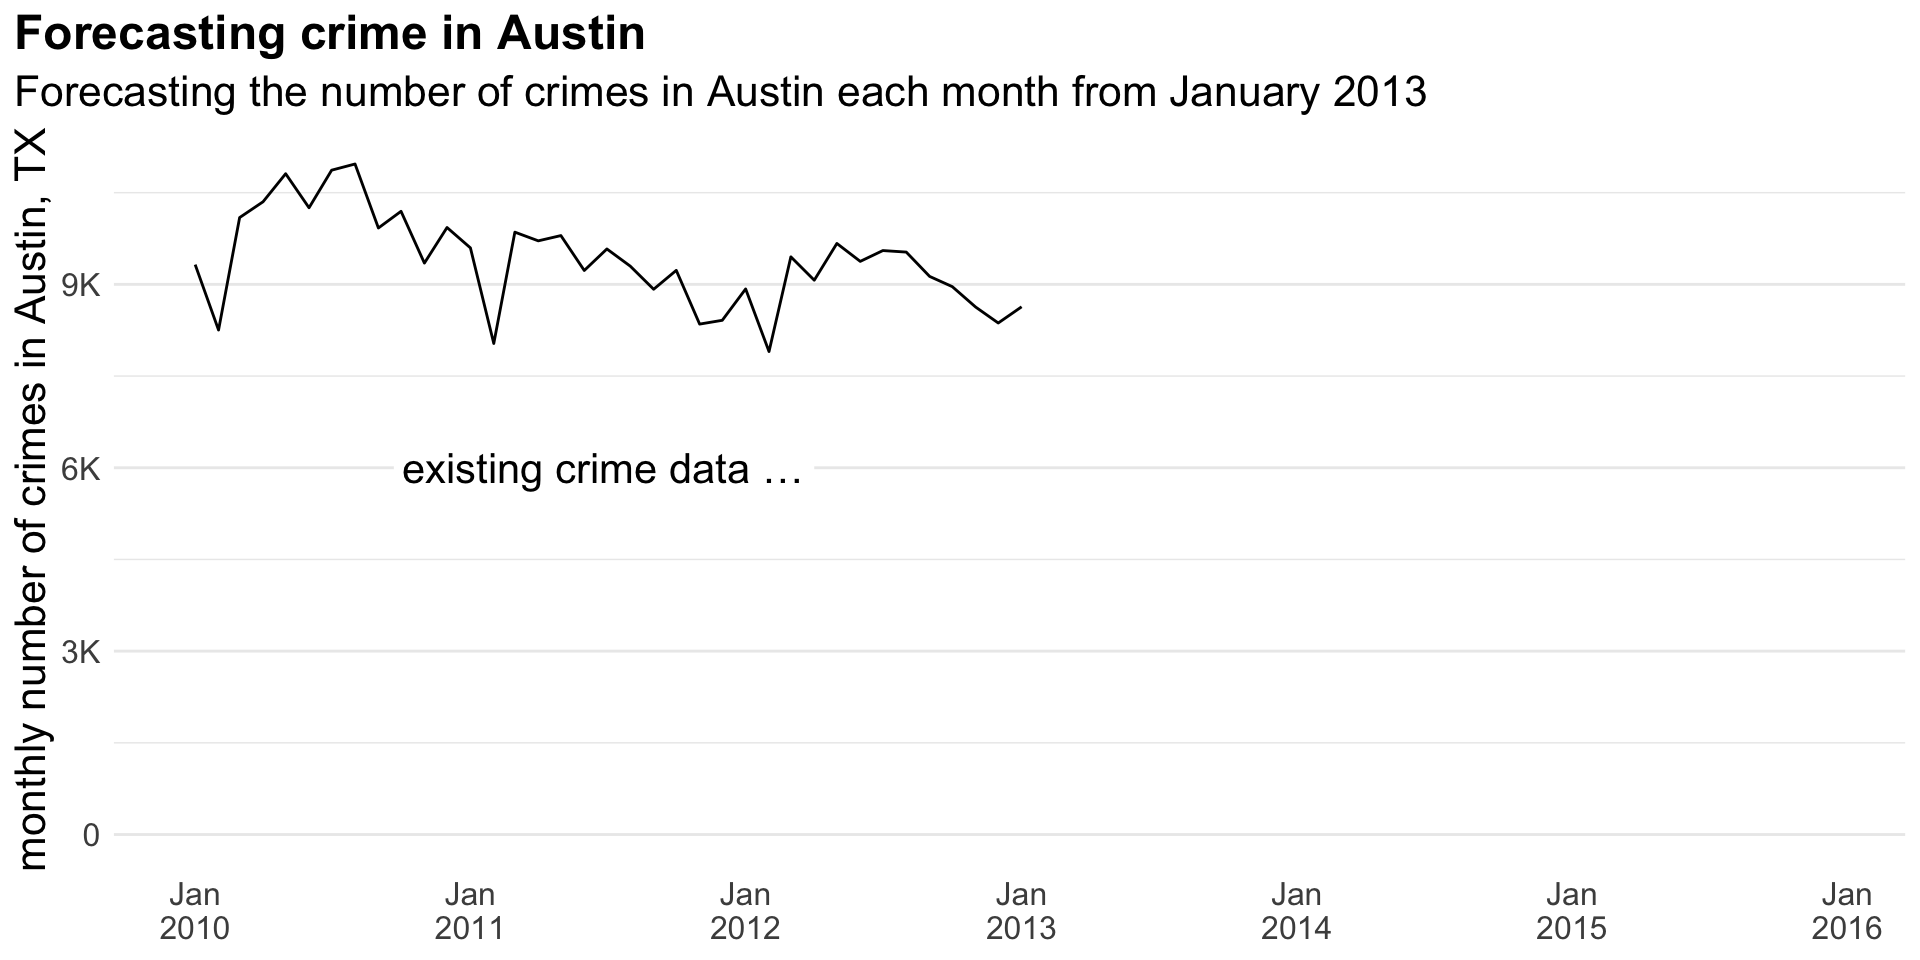 Forecasting crime in Austin
Forecasting the number of crimes in Austin each month from January 2013
monthly number of crimes in Austin, TX
9K
6K
3K
0
existing crime data …
Jan
2010
Jan
2011
Jan
2012
Jan
2013
Jan
2014
Jan
2015
Jan
2016